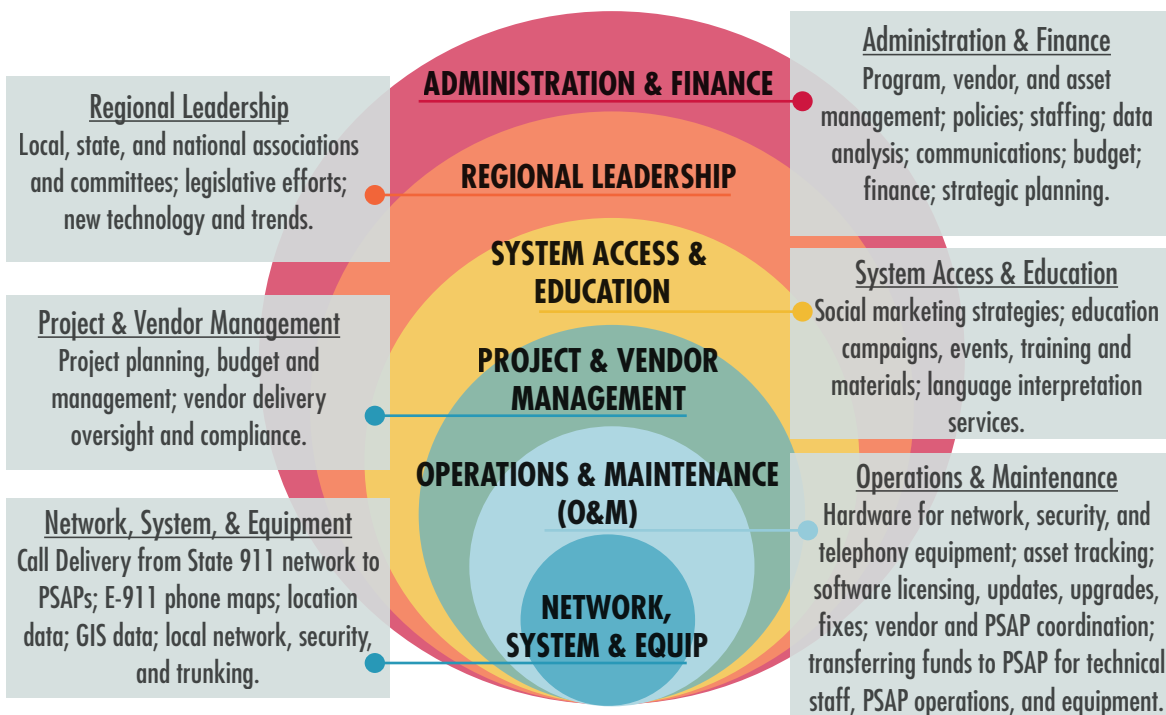 Regional Leadership
Local, state, and national associations
and committees; legislative efforts;
new technology and trends.
Project & Vendor Management
Project planning, budget and
management; vendor delivery
oversight and compliance.
Network, System, & Equipment
Call Delivery from State 911 network to
PSAPs; E-911 phone maps; location
data; GIS data; local network, security,
and trunking.
ADMINISTRATION & FINANCE
REGIONAL LEADERSHIP
SYSTEM ACCESS &
EDUCATION
PROJECT & VENDOR
MANAGEMENT
OPERATIONS & MAINTENANCE
(O&M)
NETWORK,
SYSTEM & EQUIP
Administration & Finance
Program, vendor, and asset
management; policies; staffing; data
analysis; communications; budget;
finance; strategic planning.
System Access & Education
Social marketing strategies; education
campaigns, events, training and
materials; language interpretation
services.
Operations & Maintenance
Hardware for network, security, and
telephony equipment; asset tracking;
software licensing, updates, upgrades,
fixes; vendor and PSAP coordination;
transferring funds to PSAP for technical
staff, PSAP operations, and equipment.